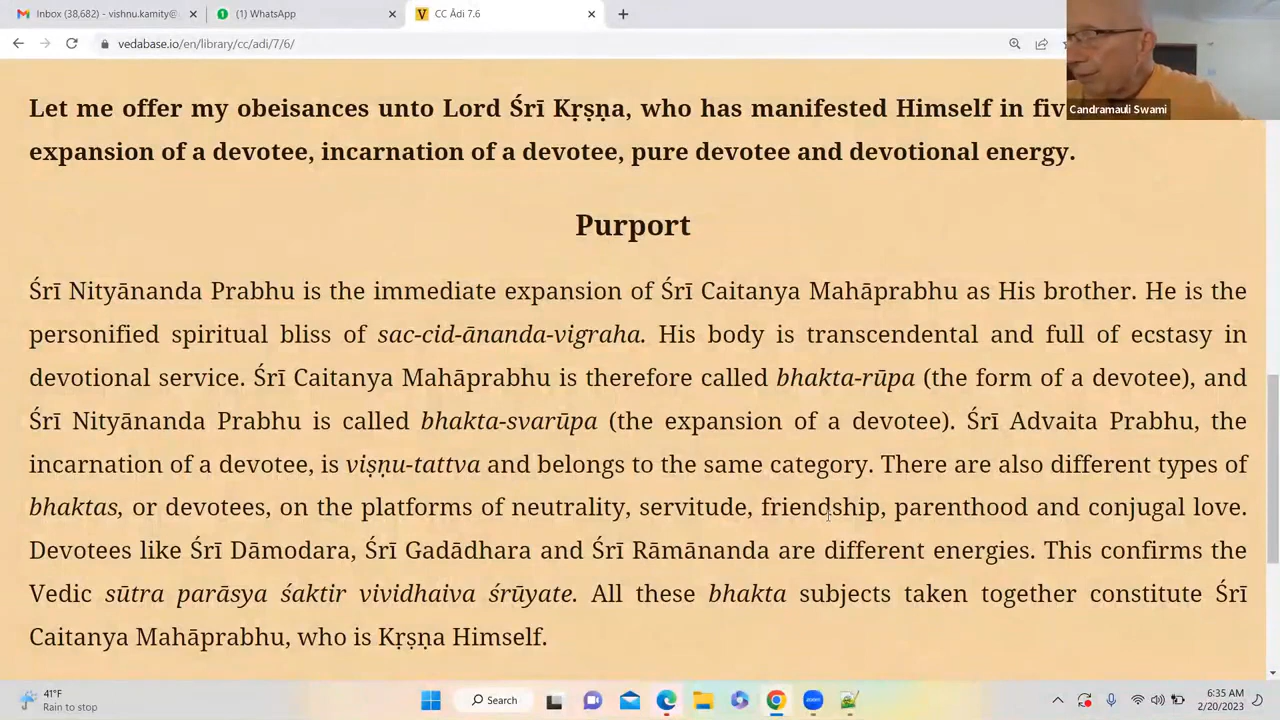 Inbox (38,682) - vishnu.kamity@
WhatsApp
CC Ādi 7.6
vedabase.io/en/library/cc/adi/7/6/
Candramauli Swami
Let me offer my obeisances unto Lord Śrī Kṛṣṇa, who has manifested Himself in
expansion of a devotee, incarnation of a devotee, pure devotee and devotional energy.
Purport
Śrī Nityānanda Prabhu is the immediate expansion of Śrī Caitanya Mahāprabhu as His brother. He is the
personified spiritual bliss of sac-cid-ānanda-vigraha. His body is transcendental and full of ecstasy in
devotional service. Śrī Caitanya Mahāprabhu is therefore called bhakta-rūpa (the form of a devotee), and
Śrī Nityānanda Prabhu is called bhakta-svarūpa (the expansion of a devotee). Śrī Advaita Prabhu, the
incarnation of a devotee, is viṣṇu-tattva and belongs to the same category. There are also different types of
bhaktas, or devotees, on the platforms of neutrality, servitude, friendship, parenthood and conjugal love.
Devotees like Śrī Dāmodara, Śrī Gadādhara and Śrī Rāmānanda are different energies. This confirms the
Vedic sūtra parāsya śaktir vividhaiva śrūyate. All these bhakta subjects taken together constitute Śrī
Caitanya Mahāprabhu, who is Kṛṣṇa Himself.
41°F
Rain to stop
Search
6:35 AM
2/20/2023